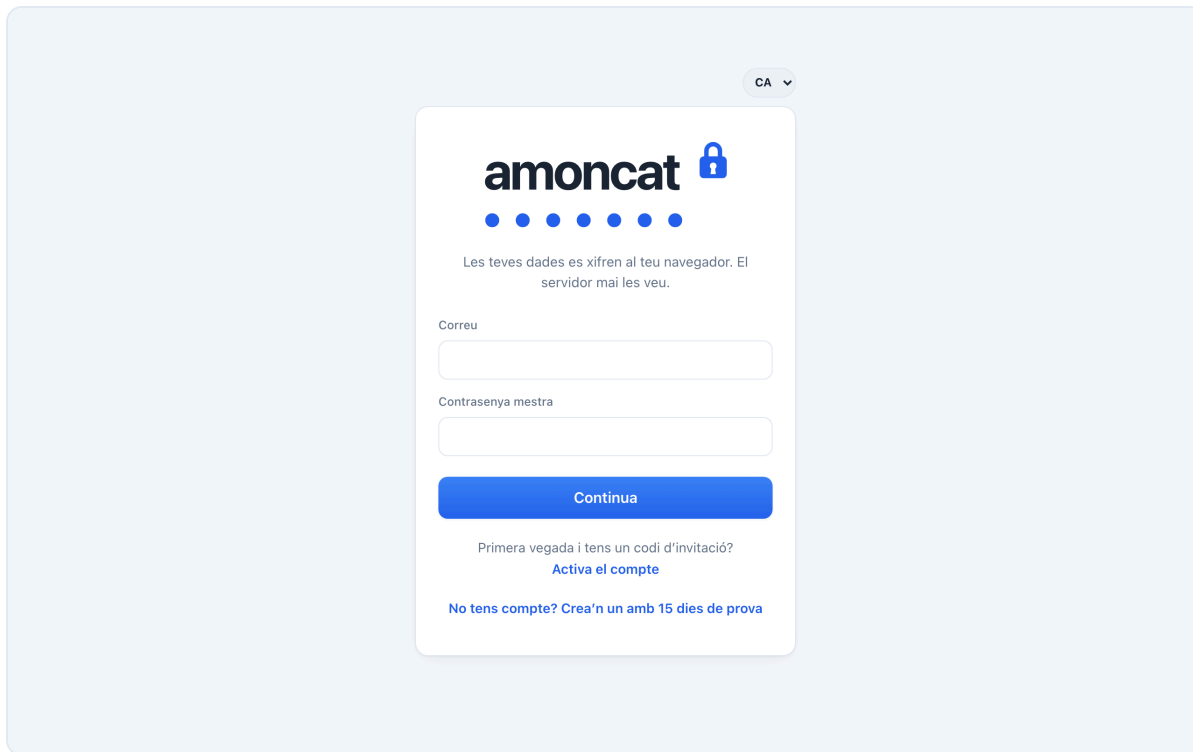 CA
amoncat
Les teves dades es xifren al teu navegador. El
servidor mai les veu.
Correu
Contrasenya mestra
Continua
Primera vegada i tens un codi d’invitació?
Activa el compte
No tens compte? Crea’n un amb 15 dies de prova